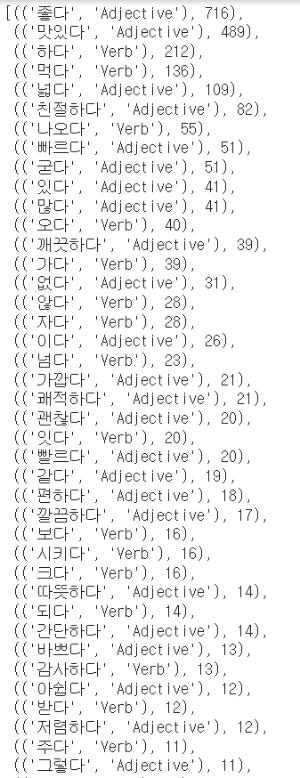 [(('좋다', 'Adjective'), 716),
(('맛있다', 'Adjective'), 489),
(('하다', 'Verb'), 212),
(('먹다', 'Verb'), 136),
(('넓다', 'Adjective'), 109),
(('친절하다', 'Adjective'), 82),
(('나오다', 'Verb'), 55),
(('빠르다', 'Adjective'), 51),
(('굳다', 'Adjective'), 51),
(('있다', 'Adjective'), 41),
(('많다', 'Adjective'), 41),
(('오다', 'Verb'), 40),
(('깨끗하다', 'Adjective'), 39),
(('가다', 'Verb'), 39),
(('없다', 'Adjective'), 31),
(('않다', 'Verb'), 28),
(('차다', 'Verb'), 28),
(('이다', 'Adjective'), 26),
(('넘다', 'Verb'), 23),
(('가깝다', 'Adjective'), 21),
(('쾌적하다', 'Adjective'), 21),
(('괜찮다', 'Adjective'), 20),
(('잇다', 'Verb'), 20),
(('빨르다', 'Adjective'), 20),
(('같다', 'Adjective'), 19),
(('편하다', 'Adjective'), 18),
(('깔끔하다', 'Adjective'), 17),
(('보다', 'Verb'), 16),
(('시키다', 'Verb'), 16),
(('크다', 'Verb'), 16),
(('따뜻하다', 'Adjective'), 14),
(('되다', 'Verb'), 14),
(('간단하다', 'Adjective'), 14),
(('바쁘다', 'Adjective'), 13),
(('감사하다', 'Verb'), 13),
(('아쉽다', 'Adjective'), 12),
(('받다', 'Verb'), 12),
(('저렴하다', 'Adjective'), 12),
(('주다', 'Verb'), 11),
(('그렇다', 'Adjective'), 11),